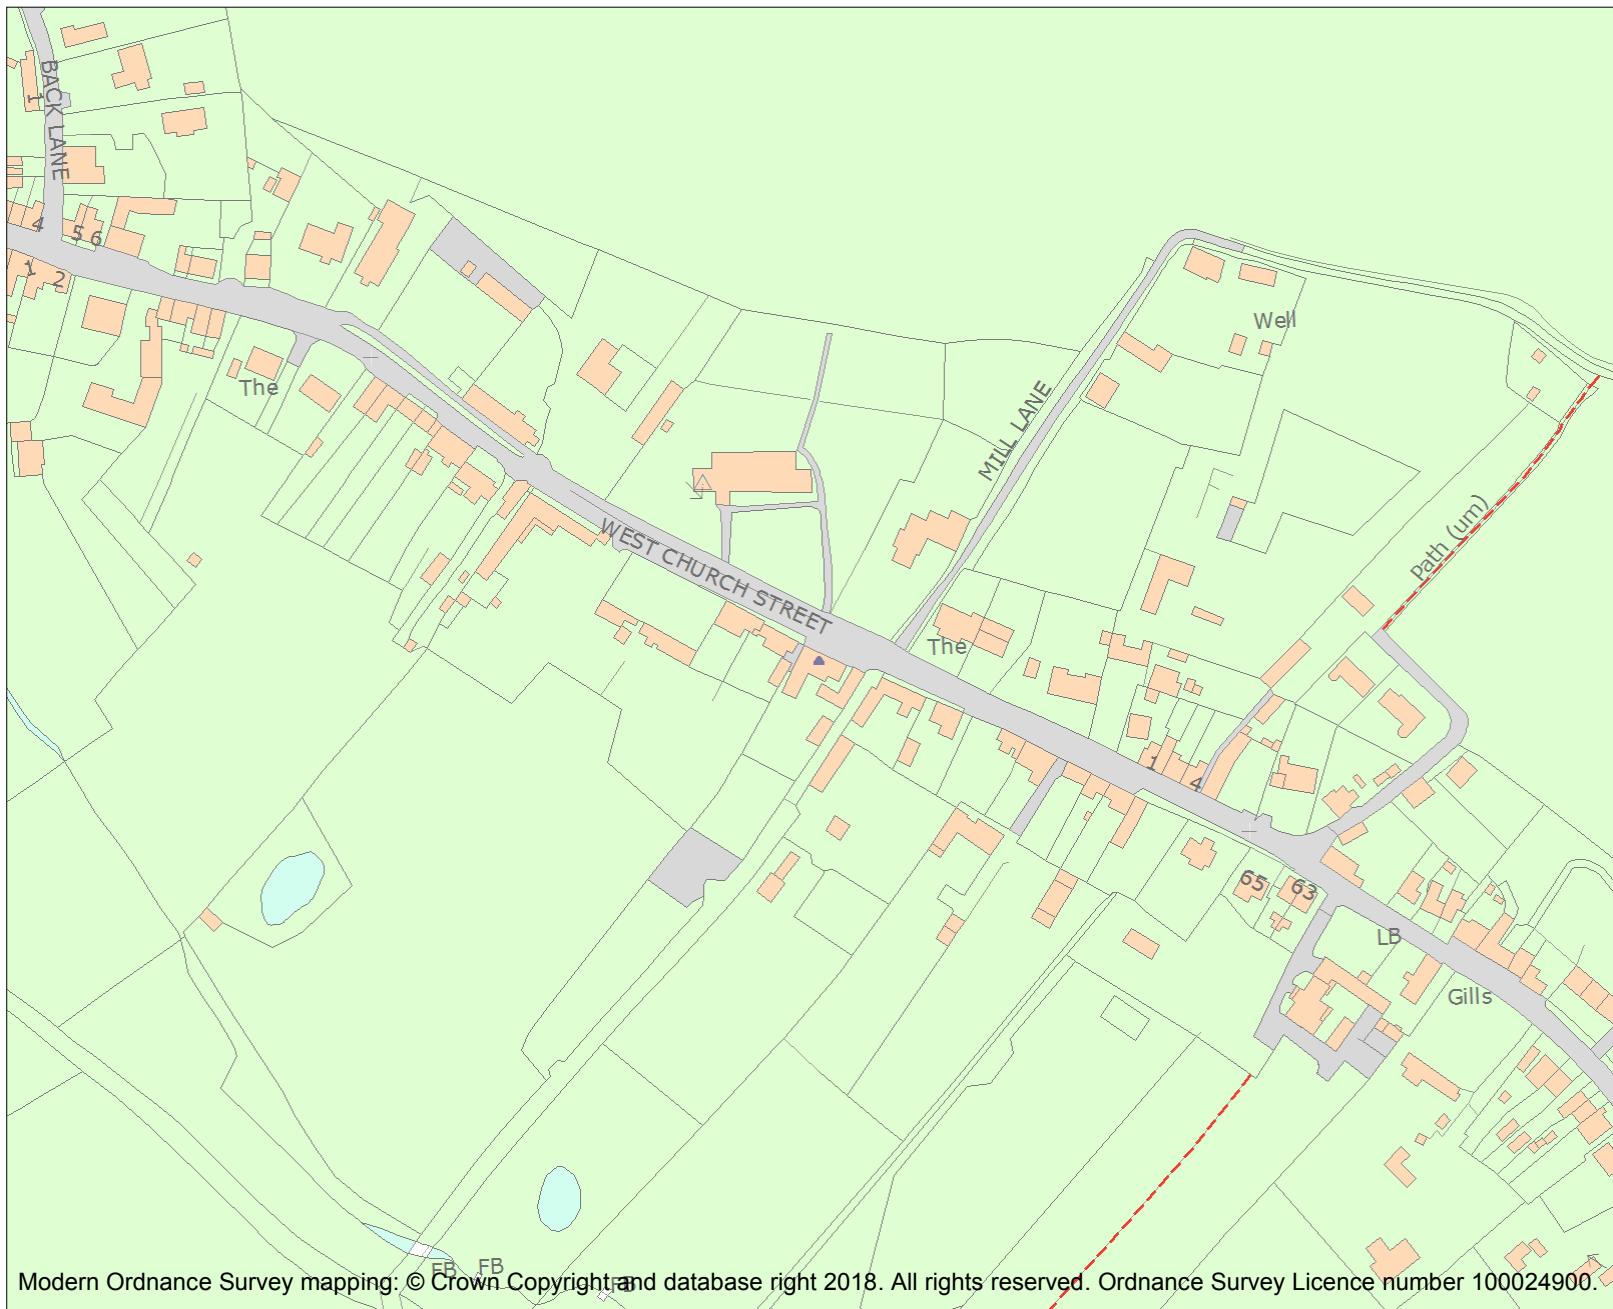 BACK LANE
1
4
5 6
1
2
The
Well
MILL LANE
WEST CHURCH STREET
Path (um)
The
1
4
65
63
LB
Gills
FB
FB
FB
Modern Ordnance Survey mapping: © Crown Copyright and database right 2018. All rights reserved. Ordnance Survey Licence number 100024900.